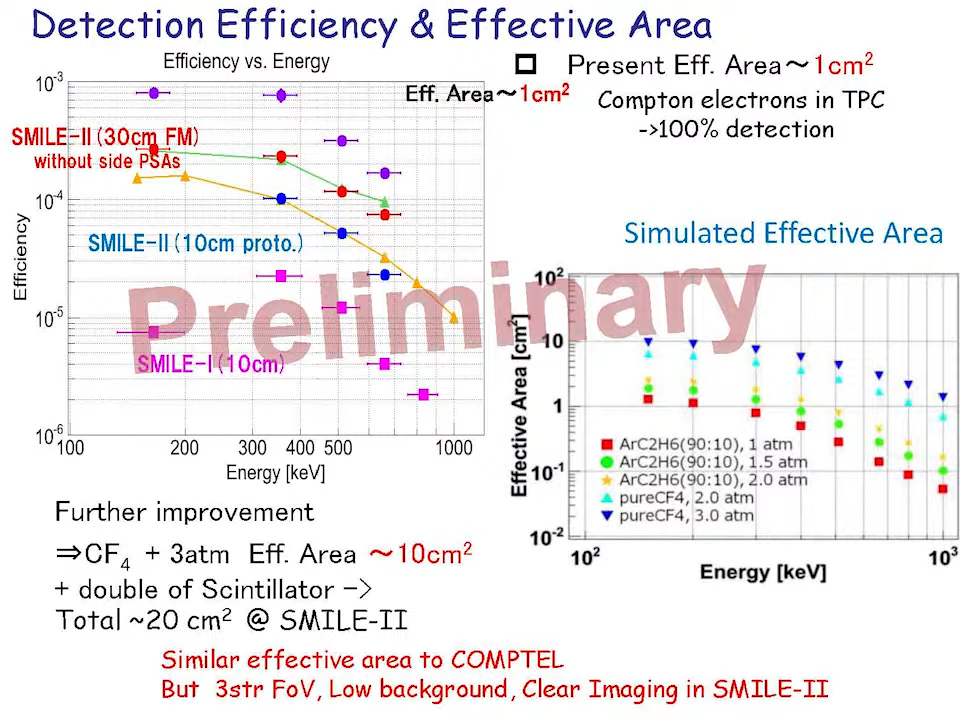 Detection Efficiency & Effective Area
Efficiency vs. Energy
Eff. Area～1cm²
□ Present Eff. Area～1cm²
Compton electrons in TPC
->100% detection
10⁻³
10⁻⁴
10⁻⁵
10⁻⁶
Efficiency
SMILE-II(30cm FM)
without side PSAs
SMILE-II(10cm proto.)
SMILE-I(10cm)
100 200 300 400 500 1000
Energy [keV]
Preliminary
Simulated Effective Area
10²
10
1
10⁻¹
10⁻²
Effective Area [cm²]
ArC2H6(90:10), 1 atm
ArC2H6(90:10), 1.5 atm
ArC2H6(90:10), 2.0 atm
pureCF4, 2.0 atm
pureCF4, 3.0 atm
10² 10³
Energy [keV]
Further improvement
⇒CF₄ + 3atm Eff. Area ～10cm²
+ double of Scintillator ->
Total ~20 cm² @ SMILE-II
Similar effective area to COMPTEL
But 3str FoV, Low background, Clear Imaging in SMILE-II